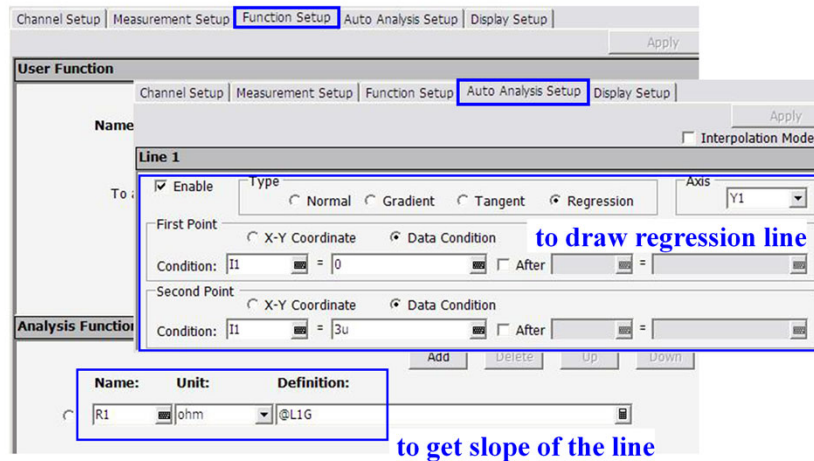 Channel Setup Measurement Setup Function Setup Auto Analysis Setup Display Setup
Apply
User Function
Name
Channel Setup Measurement Setup Function Setup Auto Analysis Setup Display Setup
Apply
Interpolation Mode
Line 1
Enable Type Normal Gradient Tangent Regression Axis Y1
to draw regression line
First Point
X-Y Coordinate Data Condition
Condition: I1 = 0 After =
Second Point
X-Y Coordinate Data Condition
Condition: I1 = 3u After =
Analysis Function
Add Delete Up Down
Name: Unit: Definition:
R1 ohm @L1G
to get slope of the line